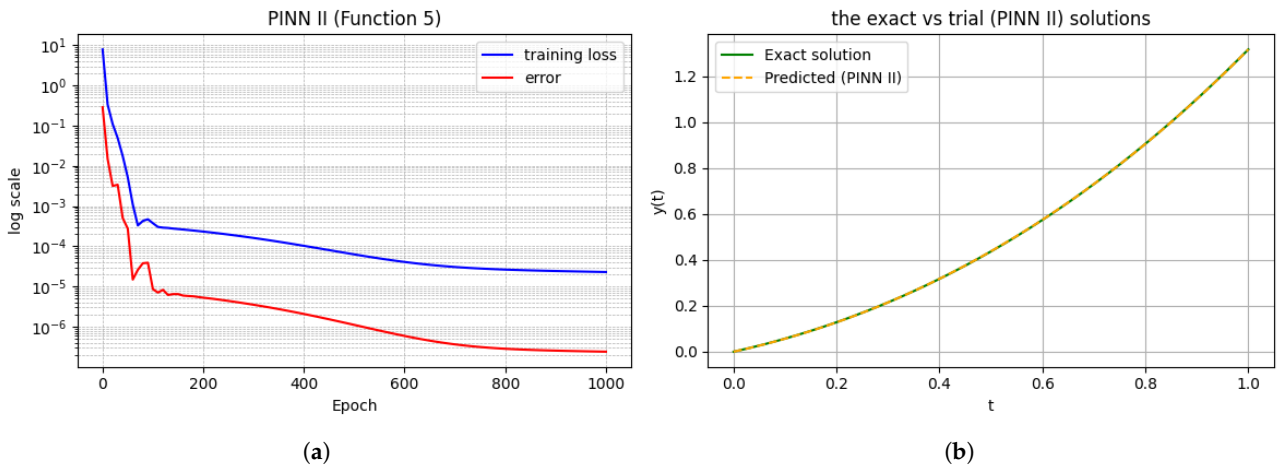 PINN II (Function 5)
10^1
10^0
10^-1
10^-2
10^-3
10^-4
10^-5
10^-6
log scale
training loss
error
0
200
400
600
800
1000
Epoch
(a)
the exact vs trial (PINN II) solutions
Exact solution
Predicted (PINN II)
1.2
1.0
0.8
0.6
0.4
0.2
0.0
y(t)
0.0
0.2
0.4
0.6
0.8
1.0
t
(b)